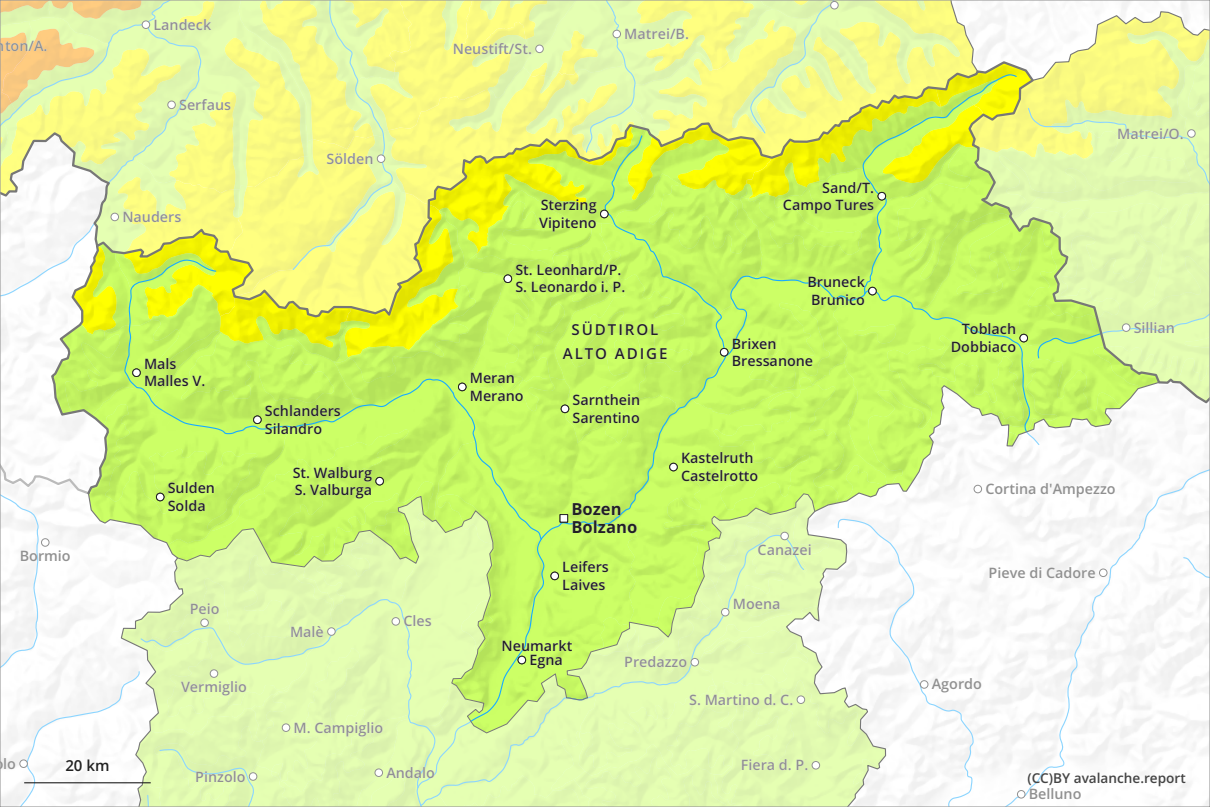 Landeck
nton/A.
Neustift/St.
Matrei/B.
Serfaus
Matrei/O.
Sölden
Sand/T.
Campo Tures
Nauders
Sterzing
Vipiteno
St. Leonhard/P.
S. Leonardo i. P.
Bruneck
Brunico
SÜDTIROL
ALTO ADIGE
Toblach
Dobbiaco
Sillian
Brixen
Bressanone
Mals
Malles V.
Meran
Merano
Sarnthein
Sarentino
Schlanders
Silandro
Kastelruth
Castelrotto
St. Walburg
S. Valburga
Sulden
Solda
Cortina d'Ampezzo
Bozen
Bolzano
Bormio
Canazei
Leifers
Laives
Pieve di Cadore
Peio
Moena
Malè
Cles
Neumarkt
Egna
Predazzo
Vermiglio
Agordo
S. Martino d. C.
M. Campiglio
olo
20 km
Pinzolo
Andalo
Fiera d. P.
(CC)BY avalanche.report
Belluno